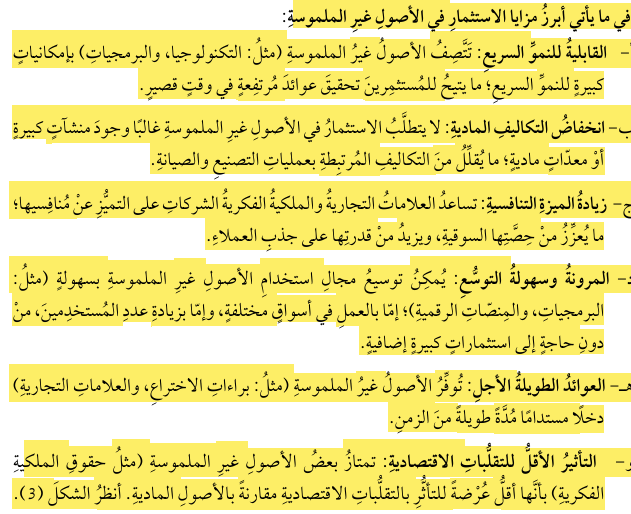 في ما يأتي أبرزُ مزايا الاستثمارِ في الأصولِ غيرِ الملموسةِ:
أ- القابليةُ للنموِّ السريعِ: تَتَّصِفُ الأصولُ غيرُ الملموسةِ (مثلُ: التكنولوجيا، والبرمجياتِ) بإمكانياتٍ
كبيرةٍ للنموِّ السريعِ؛ ما يتيحُ للمُستثمِرينَ تحقيقَ عوائدَ مُرتفِعةٍ في وقتٍ قصيرٍ.
ب- انخفاضُ التكاليفِ الماديةِ: لا يتطلَّبُ الاستثمارُ في الأصولِ غيرِ الملموسةِ غالبًا وجودَ منشآتٍ كبيرةٍ
أوْ معدّاتٍ ماديةٍ؛ ما يُقلِّلُ منَ التكاليفِ المُرتبِطةِ بعملياتِ التصنيعِ والصيانةِ.
ج- زيادةُ الميزةِ التنافسيةِ: تساعدُ العلاماتُ التجاريةُ والملكيةُ الفكريةُ الشركاتِ على التميُّزِ عنْ مُنافِسيها؛
ما يُعزِّزُ منْ حِصَّتِها السوقيةِ، ويزيدُ منْ قدرتِها على جذبِ العملاءِ.
د- المرونةُ وسهولةُ التوسُّعِ: يُمكِنُ توسيعُ مجالِ استخدامِ الأصولِ غيرِ الملموسةِ بسهولةٍ (مثلُ:
البرمجياتِ، والمِنصّاتِ الرقميةِ)؛ إمّا بالعملِ في أسواقٍ مختلفةٍ، وإمّا بزيادةِ عددِ المُستخدِمينَ، منْ
دونِ حاجةٍ إلى استثماراتٍ كبيرةٍ إضافيةٍ.
هـ- العوائدُ الطويلةُ الأجلِ: تُوفِّرُ الأصولُ غيرُ الملموسةِ (مثلُ: براءاتِ الاختراعِ، والعلاماتِ التجاريةِ)
دخلًا مستدامًا مُدَّةً طويلةً منَ الزمنِ.
و- التأثيرُ الأقلُّ للتقلُّباتِ الاقتصاديةِ: تمتازُ بعضُ الأصولِ غيرِ الملموسةِ (مثلُ حقوقِ الملكيةِ
الفكريةِ) بأنَّها أقلُّ عُرْضةً للتأثُّرِ بالتقلُّباتِ الاقتصاديةِ مقارنةً بالأصولِ الماديةِ. أنظرُ الشكلَ (3).